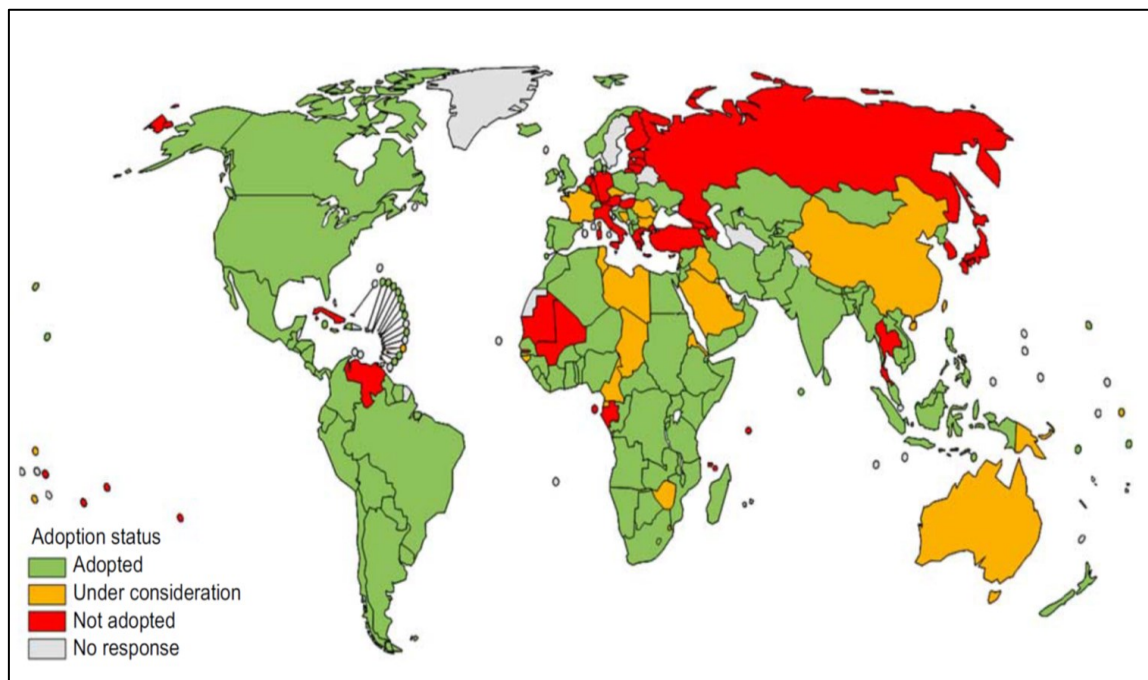 Adoption status
Adopted
Under consideration
Not adopted
No response